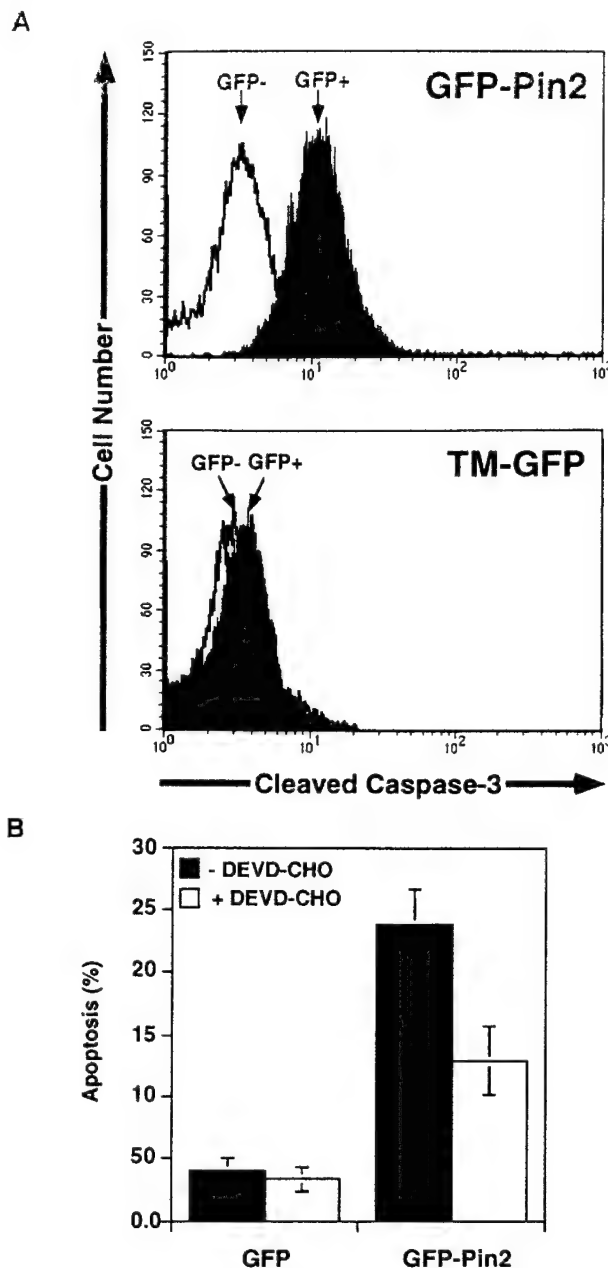 A
150
120
90
60
30
0
GFP- GFP+
GFP-Pin2
10⁰ 10¹ 10² 10³
Cell Number
150
120
90
60
30
0
GFP- GFP+
TM-GFP
10⁰ 10¹ 10² 10³
Cleaved Caspase-3
B
30
25
20
15
10
50
0.0
- DEVD-CHO
+ DEVD-CHO
Apoptosis (%)
GFP GFP-Pin2